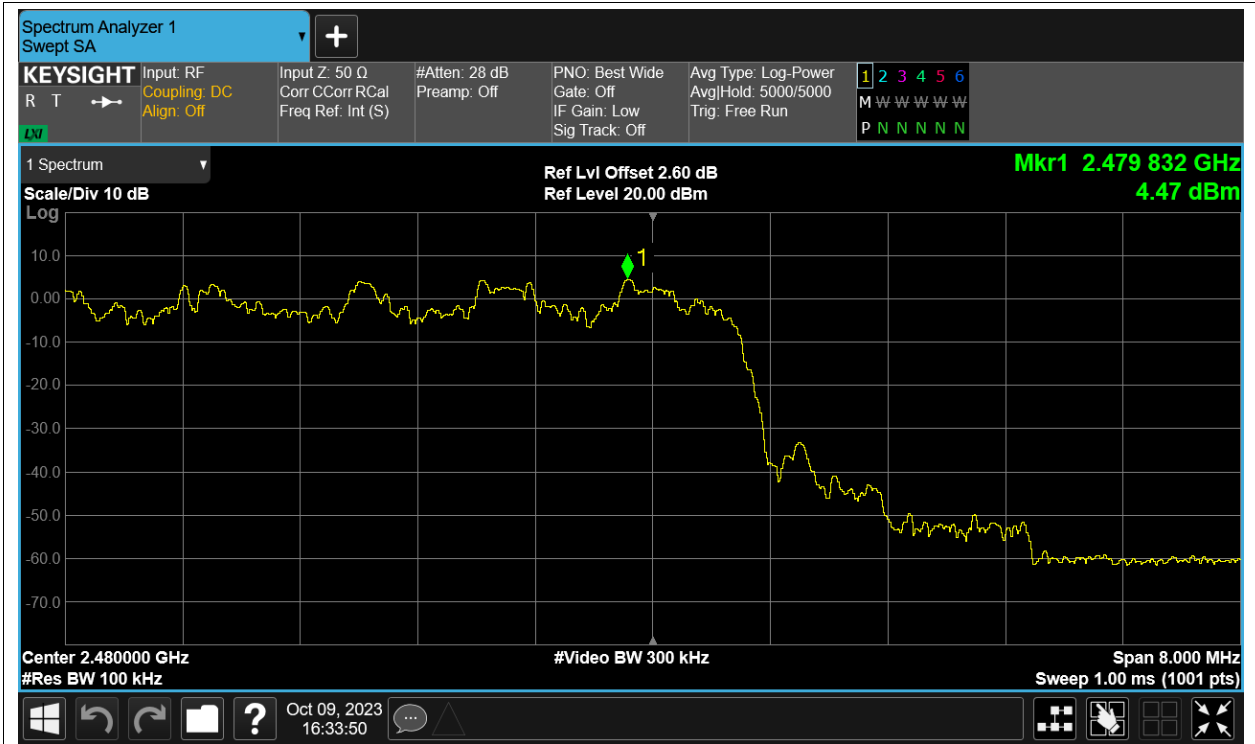 Spectrum Analyzer 1
Swept SA
+
KEYSIGHT
R T
LXI
Input: RF
Coupling: DC
Align: Off
Input Z: 50 Ω
Corr CCorr RCal
Freq Ref: Int (S)
#Atten: 28 dB
Preamp: Off
PNO: Best Wide
Gate: Off
IF Gain: Low
Sig Track: Off
Avg Type: Log-Power
Avg|Hold: 5000/5000
Trig: Free Run
1 2 3 4 5 6
M W W W W W
P N N N N N
1 Spectrum
Scale/Div 10 dB
Log
Ref Lvl Offset 2.60 dB
Ref Level 20.00 dBm
Mkr1 2.479 832 GHz
4.47 dBm
1
10.0
0.00
-10.0
-20.0
-30.0
-40.0
-50.0
-60.0
-70.0
Center 2.480000 GHz
#Res BW 100 kHz
#Video BW 300 kHz
Span 8.000 MHz
Sweep 1.00 ms (1001 pts)
?
Oct 09, 2023
16:33:50